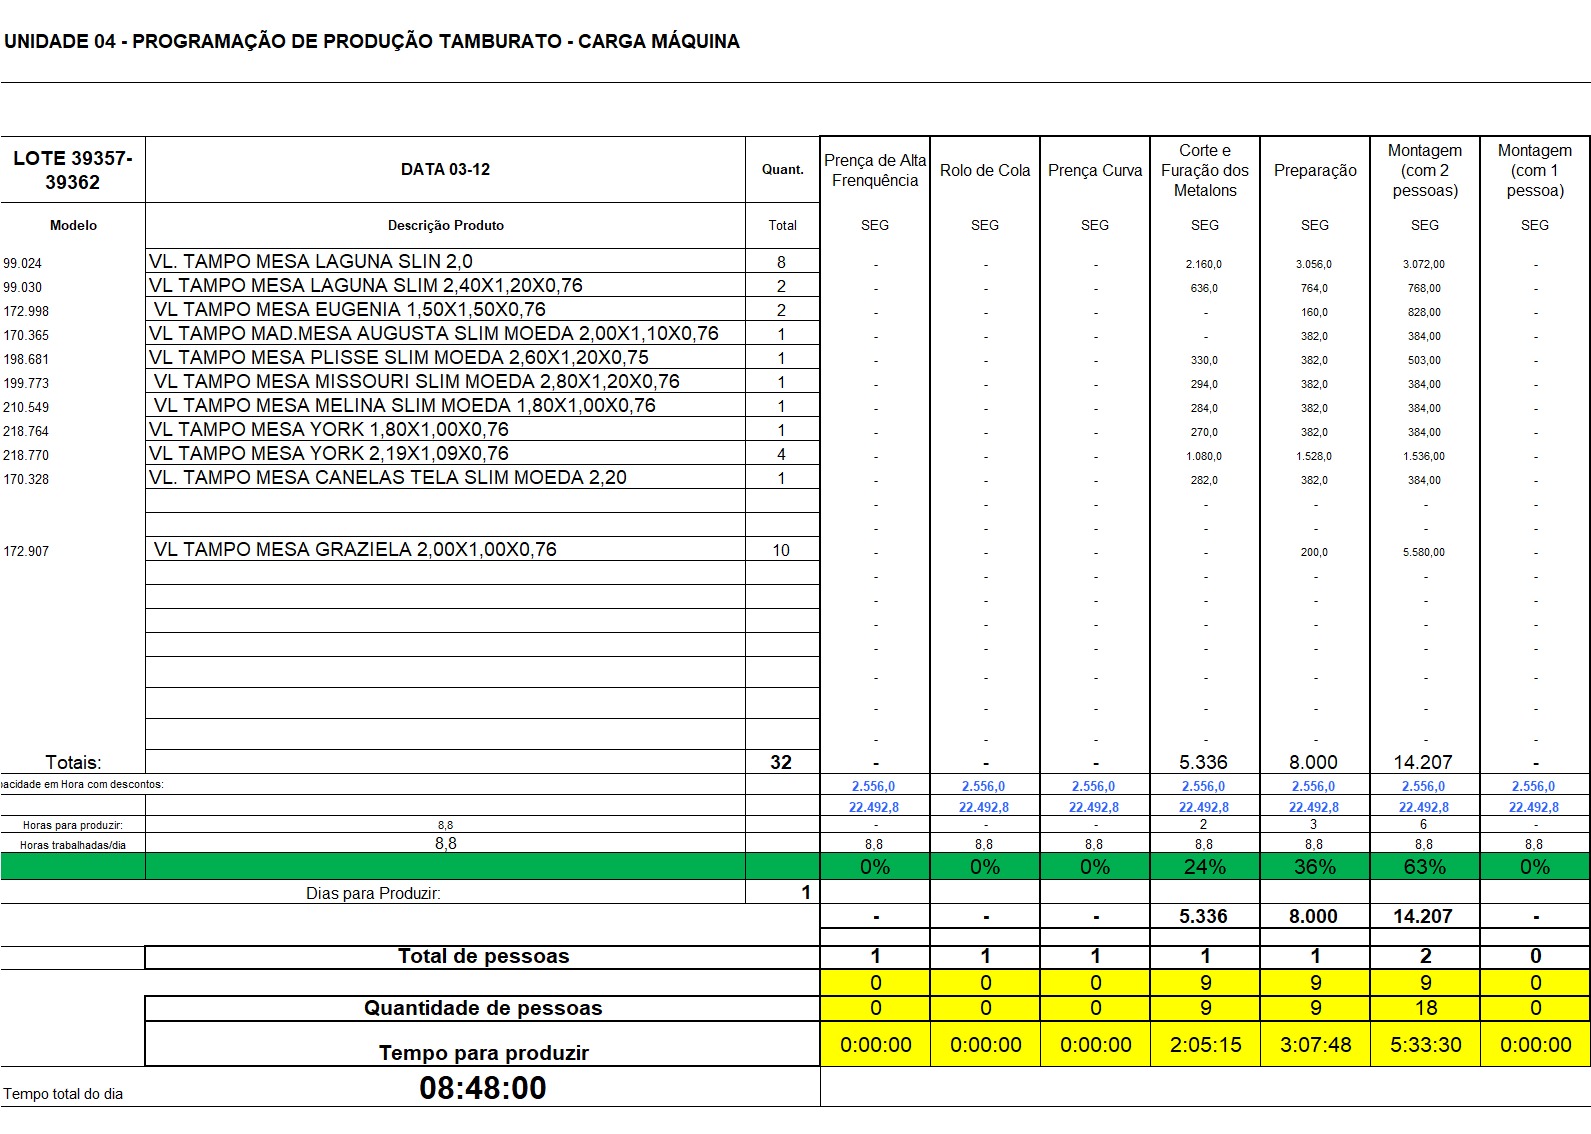 UNIDADE 04 - PROGRAMAÇÃO DE PRODUÇÃO TAMBURATO - CARGA MÁQUINA
LOTE 39357-39362 DATA 03-12 Quant. Prença de Alta Frenquência Rolo de Cola Prença Curva Corte e Furação dos Metalons Preparação Montagem (com 2 pessoas) Montagem (com 1 pessoa)
Modelo Descrição Produto Total SEG SEG SEG SEG SEG SEG SEG
99.024 VL. TAMPO MESA LAGUNA SLIN 2,0 8 - - - 2.160,0 3.056,0 3.072,00 -
99.030 VL TAMPO MESA LAGUNA SLIM 2,40X1,20X0,76 2 - - - 636,0 764,0 768,00 -
172.998 VL TAMPO MESA EUGENIA 1,50X1,50X0,76 2 - - - - 160,0 828,00 -
170.365 VL TAMPO MAD.MESA AUGUSTA SLIM MOEDA 2,00X1,10X0,76 1 - - - - 382,0 384,00 -
198.681 VL TAMPO MESA PLISSE SLIM MOEDA 2,60X1,20X0,75 1 - - - 330,0 382,0 503,00 -
199.773 VL TAMPO MESA MISSOURI SLIM MOEDA 2,80X1,20X0,76 1 - - - 294,0 382,0 384,00 -
210.549 VL TAMPO MESA MELINA SLIM MOEDA 1,80X1,00X0,76 1 - - - 284,0 382,0 384,00 -
218.764 VL TAMPO MESA YORK 1,80X1,00X0,76 1 - - - 270,0 382,0 384,00 -
218.770 VL TAMPO MESA YORK 2,19X1,09X0,76 4 - - - 1.080,0 1.528,0 1.536,00 -
170.328 VL. TAMPO MESA CANELAS TELA SLIM MOEDA 2,20 1 - - - 282,0 382,0 384,00 -
- - - - - - -
- - - - - - -
172.907 VL TAMPO MESA GRAZIELA 2,00X1,00X0,76 10 - - - - 200,0 5.580,00 -
- - - - - - -
- - - - - - -
- - - - - - -
- - - - - - -
- - - - - - -
- - - - - - -
- - - - - - -
Totais: 32 - - - 5.336 8.000 14.207 -
pacidade em Hora com descontos: 2.556,0 2.556,0 2.556,0 2.556,0 2.556,0 2.556,0 2.556,0
22.492,8 22.492,8 22.492,8 22.492,8 22.492,8 22.492,8 22.492,8
Horas para produzir: 8,8 - - - 2 3 6 -
Horas trabalhadas/dia 8,8 8,8 8,8 8,8 8,8 8,8 8,8 8,8
0% 0% 0% 24% 36% 63% 0%
Dias para Produzir: 1
- - - 5.336 8.000 14.207 -
Total de pessoas 1 1 1 1 1 2 0
0 0 0 9 9 9 0
Quantidade de pessoas 0 0 0 9 9 18 0
Tempo para produzir 0:00:00 0:00:00 0:00:00 2:05:15 3:07:48 5:33:30 0:00:00
Tempo total do dia 08:48:00